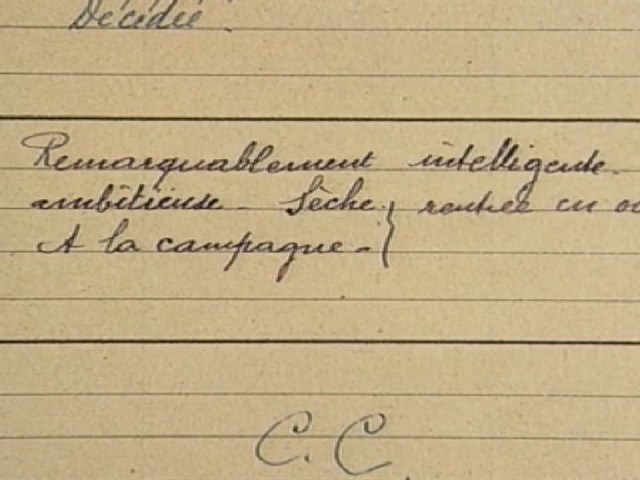 Décidée
Remarquablement intelligente.
ambitieuse - Sèche. } rentrée en
A la campagne - }
C. C.